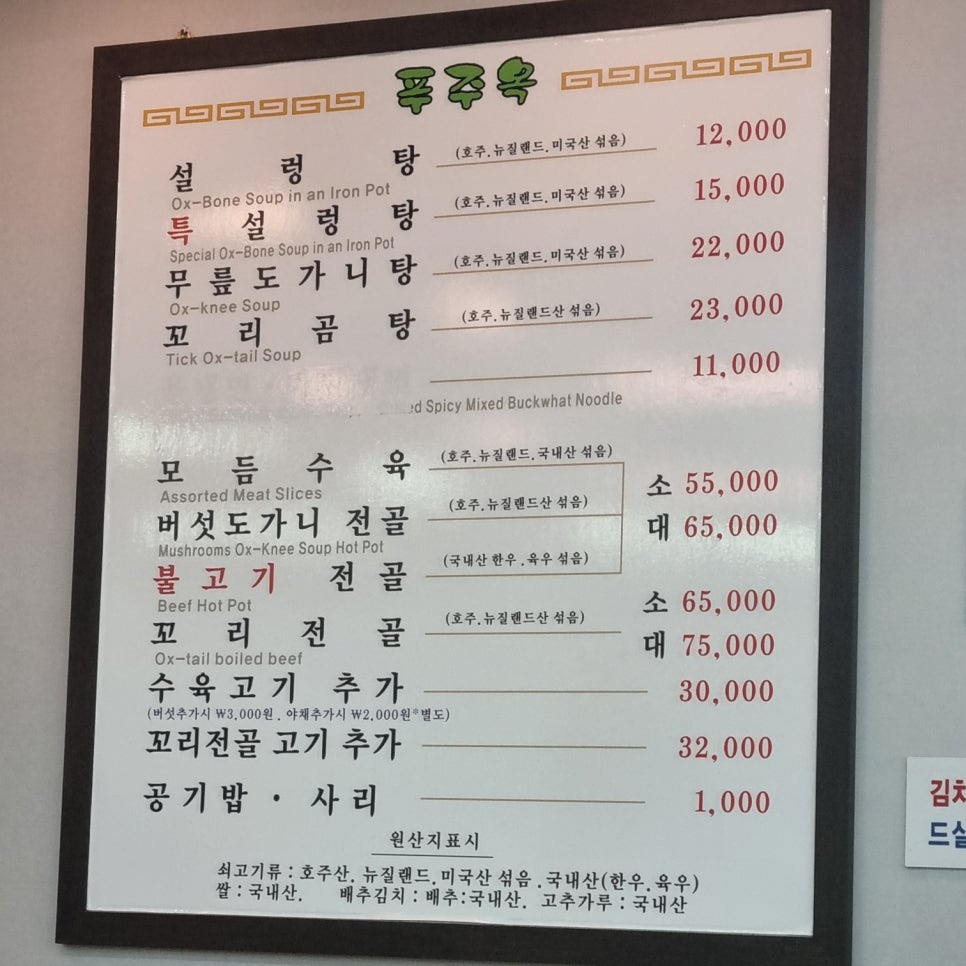 푸주옥
설렁탕 (호주.뉴질랜드.미국산 섞음) 12,000
Ox-Bone Soup in an Iron Pot
특 설렁탕 (호주.뉴질랜드.미국산 섞음) 15,000
Special Ox-Bone Soup in an Iron Pot
무릎도가니탕 (호주.뉴질랜드.미국산 섞음) 22,000
Ox-knee Soup
꼬리곰탕 (호주.뉴질랜드산 섞음) 23,000
Tick Ox-tail Soup
11,000
Spicy Mixed Buckwhat Noodle
모듬수육 (호주.뉴질랜드.국내산 섞음) 소 55,000
Assorted Meat Slices
버섯도가니 전골 (호주.뉴질랜드산 섞음) 대 65,000
Mushrooms Ox-Knee Soup Hot Pot
불고기 전골 (국내산 한우.육우 섞음)
Beef Hot Pot
소 65,000
꼬리전골 (호주.뉴질랜드산 섞음) 대 75,000
Ox-tail boiled beef
수육고기 추가 30,000
(버섯추가시 ₩3,000원. 야채추가시 ₩2,000원*별도)
꼬리전골 고기 추가 32,000
공기밥 · 사리 1,000
원산지표시
쇠고기류 : 호주산. 뉴질랜드.미국산 섞음.국내산(한우.육우)
쌀 : 국내산. 배추김치 : 배추:국내산. 고추가루 : 국내산
김치